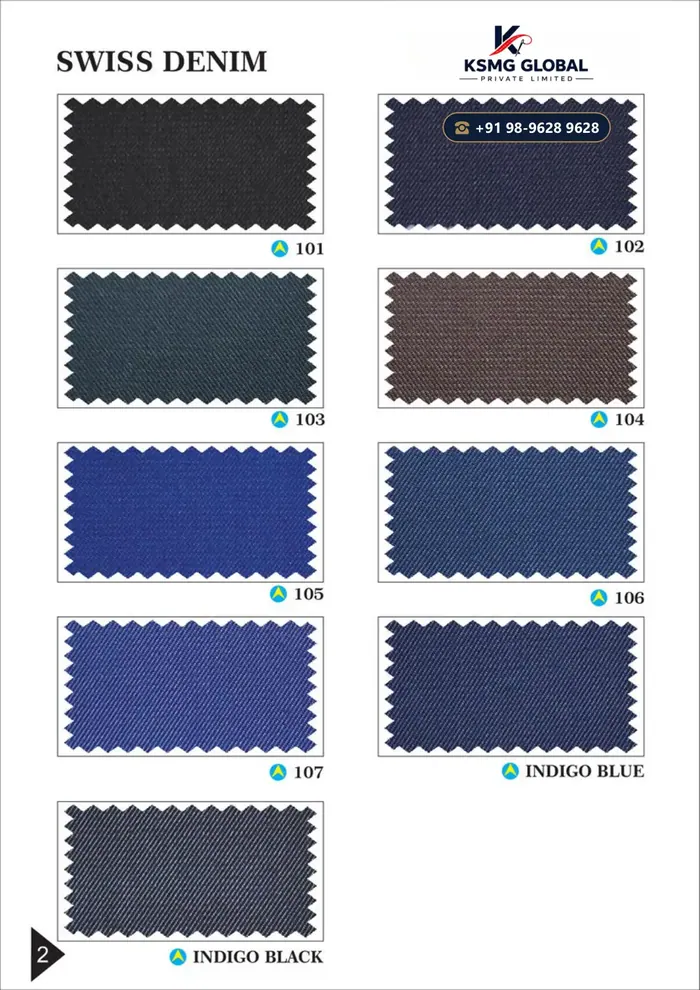 SWISS DENIM
KSMG GLOBAL
PRIVATE LIMITED
+91 98-9628 9628
101
102
103
104
105
106
107
INDIGO BLUE
INDIGO BLACK
2